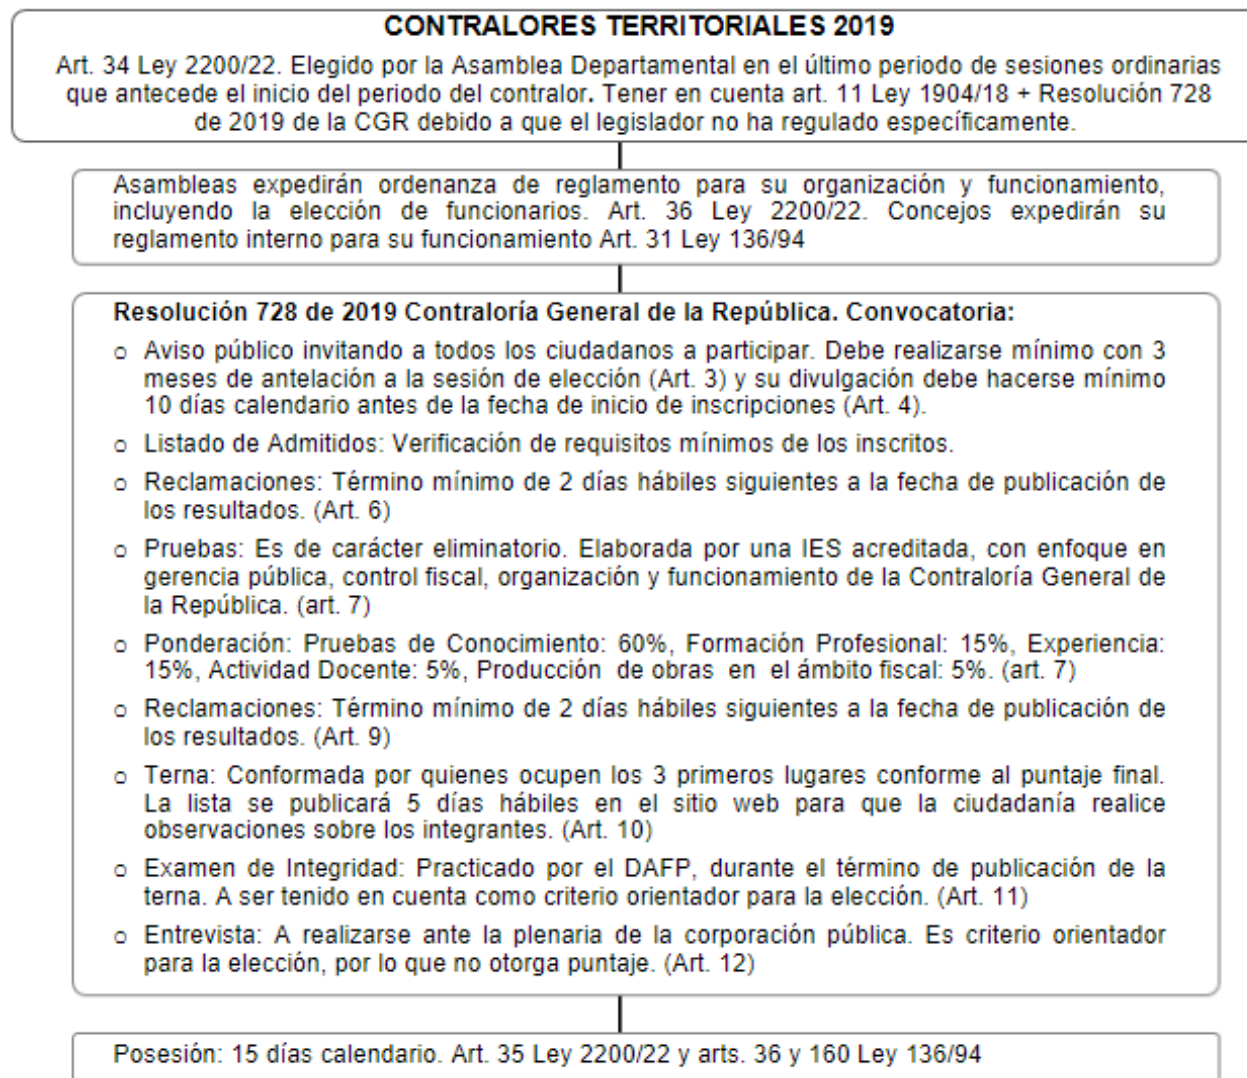 CONTRALORES TERRITORIALES 2019
Art. 34 Ley 2200/22. Elegido por la Asamblea Departamental en el último periodo de sesiones ordinarias
que antecede el inicio del periodo del contralor. Tener en cuenta art. 11 Ley 1904/18 + Resolución 728
de 2019 de la CGR debido a que el legislador no ha regulado específicamente.
Asambleas expedirán ordenanza de reglamento para su organización y funcionamiento,
incluyendo la elección de funcionarios. Art. 36 Ley 2200/22. Concejos expedirán su
reglamento interno para su funcionamiento Art. 31 Ley 136/94
Resolución 728 de 2019 Contraloría General de la República. Convocatoria:
o Aviso público invitando a todos los ciudadanos a participar. Debe realizarse mínimo con 3
meses de antelación a la sesión de elección (Art. 3) y su divulgación debe hacerse mínimo
10 días calendario antes de la fecha de inicio de inscripciones (Art. 4).
o Listado de Admitidos: Verificación de requisitos mínimos de los inscritos.
o Reclamaciones: Término mínimo de 2 días hábiles siguientes a la fecha de publicación de
los resultados. (Art. 6)
o Pruebas: Es de carácter eliminatorio. Elaborada por una IES acreditada, con enfoque en
gerencia pública, control fiscal, organización y funcionamiento de la Contraloría General de
la República. (art. 7)
o Ponderación: Pruebas de Conocimiento: 60%, Formación Profesional: 15%, Experiencia:
15%, Actividad Docente: 5%, Producción de obras en el ámbito fiscal: 5%. (art. 7)
o Reclamaciones: Término mínimo de 2 días hábiles siguientes a la fecha de publicación de
los resultados. (Art. 9)
o Terna: Conformada por quienes ocupen los 3 primeros lugares conforme al puntaje final.
La lista se publicará 5 días hábiles en el sitio web para que la ciudadanía realice
observaciones sobre los integrantes. (Art. 10)
o Examen de Integridad: Practicado por el DAFP, durante el término de publicación de la
terna. A ser tenido en cuenta como criterio orientador para la elección. (Art. 11)
o Entrevista: A realizarse ante la plenaria de la corporación pública. Es criterio orientador
para la elección, por lo que no otorga puntaje. (Art. 12)
Posesión: 15 días calendario. Art. 35 Ley 2200/22 y arts. 36 y 160 Ley 136/94